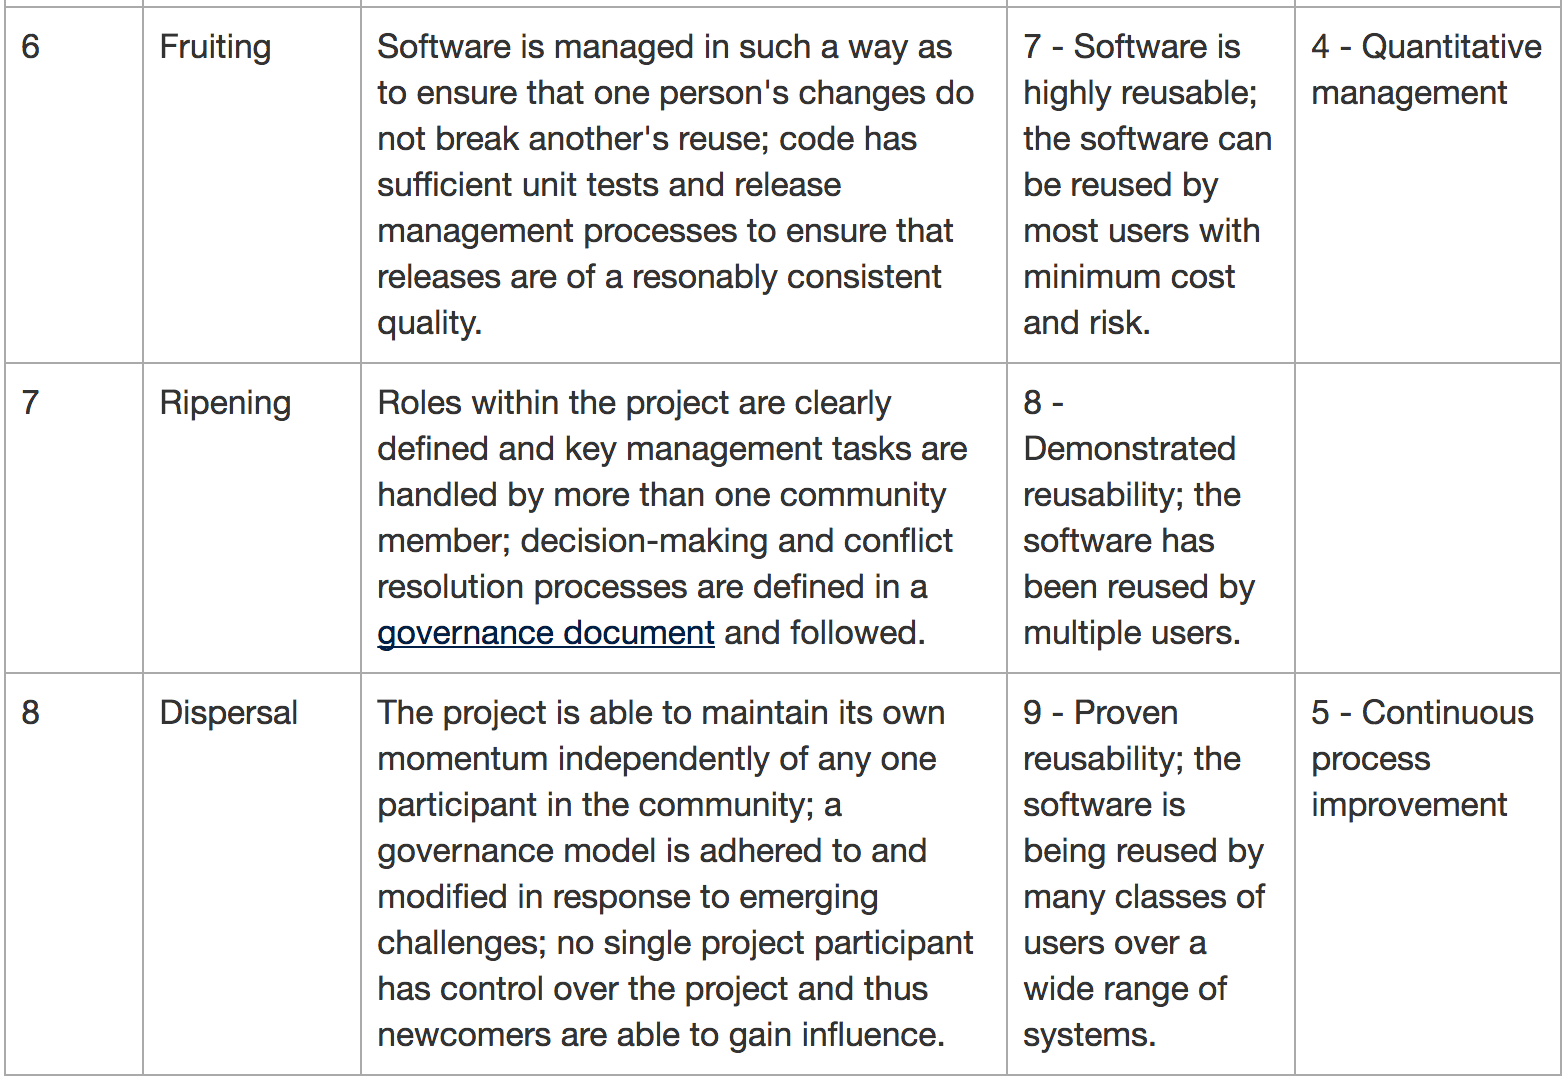 6
Fruiting
Software is managed in such a way as
to ensure that one person's changes do
not break another's reuse; code has
sufficient unit tests and release
management processes to ensure that
releases are of a resonably consistent
quality.
7 - Software is
highly reusable;
the software can
be reused by
most users with
minimum cost
and risk.
4 - Quantitative
management
7
Ripening
Roles within the project are clearly
defined and key management tasks are
handled by more than one community
member; decision-making and conflict
resolution processes are defined in a
governance document and followed.
8 -
Demonstrated
reusability; the
software has
been reused by
multiple users.
8
Dispersal
The project is able to maintain its own
momentum independently of any one
participant in the community; a
governance model is adhered to and
modified in response to emerging
challenges; no single project participant
has control over the project and thus
newcomers are able to gain influence.
9 - Proven
reusability; the
software is
being reused by
many classes of
users over a
wide range of
systems.
5 - Continuous
process
improvement